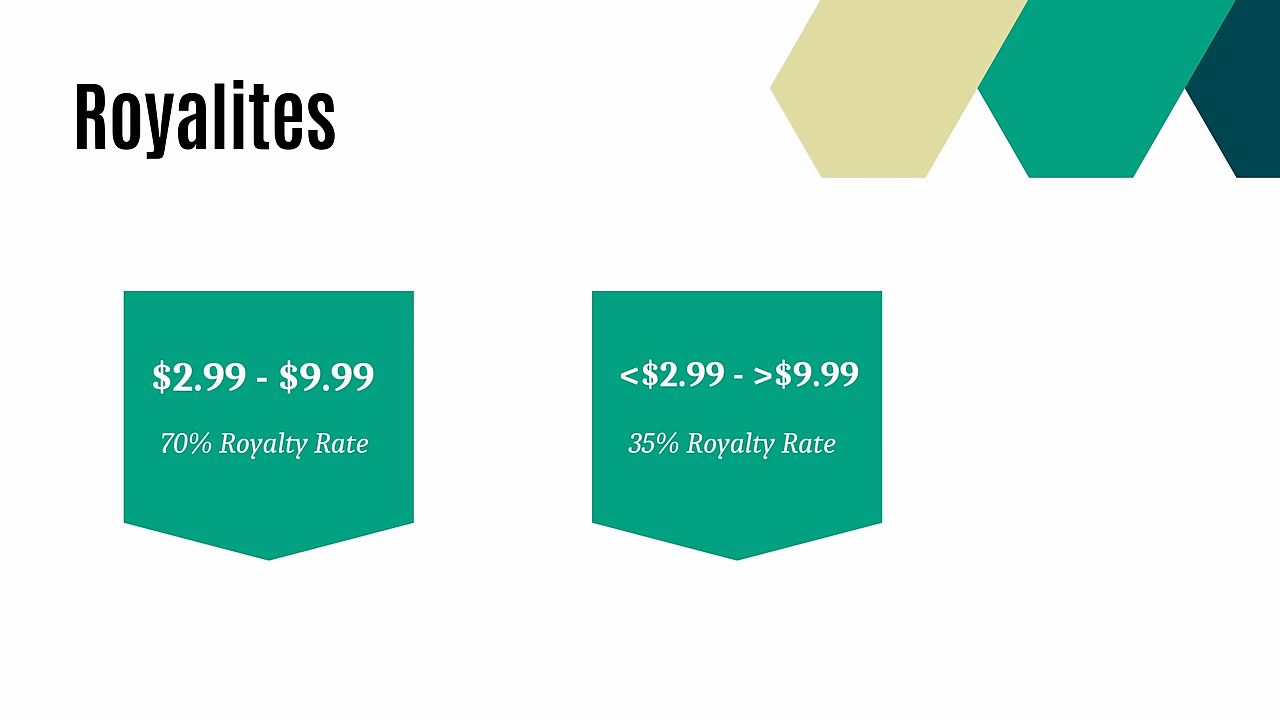 Royalites
$2.99 - $9.99
70% Royalty Rate
<$2.99 - >$9.99
35% Royalty Rate